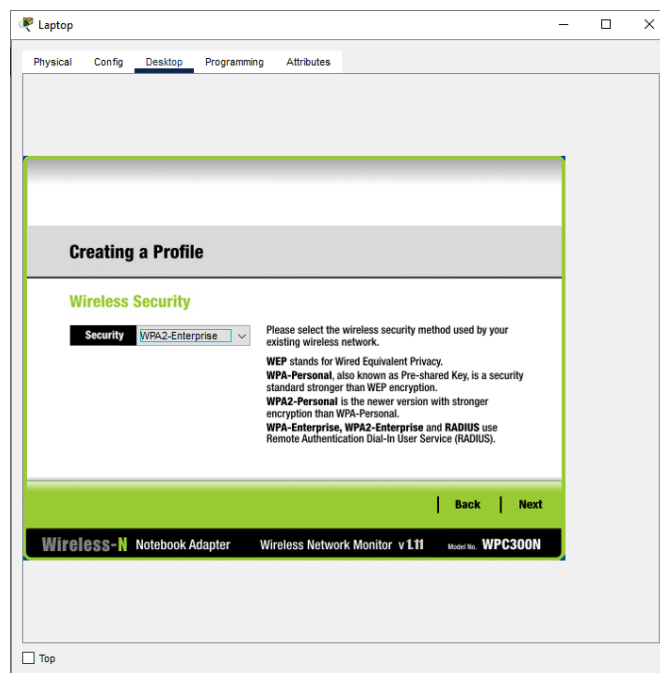 Laptop
Physical Config Desktop Programming Attributes
Creating a Profile
Wireless Security
Security WPA2-Enterprise
Please select the wireless security method used by your
existing wireless network.
WEP stands for Wired Equivalent Privacy.
WPA-Personal, also known as Pre-shared Key, is a security
standard stronger than WEP encryption.
WPA2-Personal is the newer version with stronger
encryption than WPA-Personal.
WPA-Enterprise, WPA2-Enterprise and RADIUS use
Remote Authentication Dial-In User Service (RADIUS).
Back Next
Wireless-N Notebook Adapter Wireless Network Monitor v1.11 Model No. WPC300N
Top